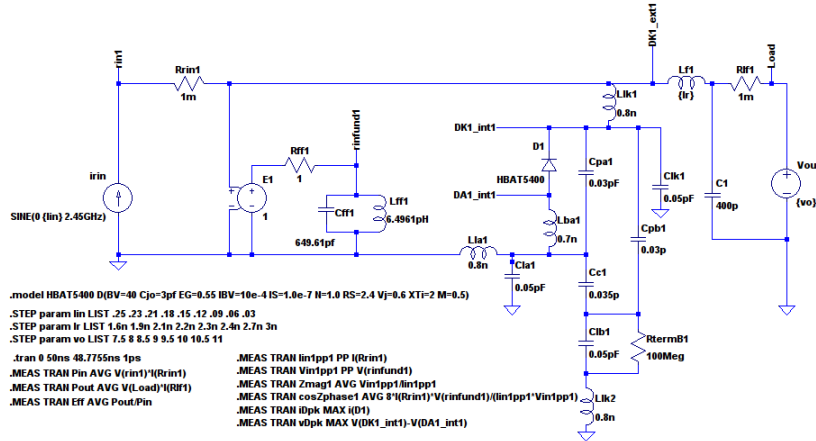 DK1_ext1
rin1
Load
Rrin1
1m
Lf1
{lr}
Rlf1
1m
Llk1
0.8n
rinfund1
DK1_int1
D1
HBAT5400
Cpa1
0.03pF
Clk1
0.05pF
Rff1
1
irin
SINE(0 {Iin} 2.45GHz)
E1
1
DA1_int1
C1
400p
Vou
{vo}
Cff1
649.61pf
Lff1
6.4961pH
Lba1
0.7n
Cpb1
0.03p
Lla1
0.8n
Cla1
0.05pF
Cc1
0.035p
.model HBAT5400 D(BV=40 Cjo=3pf EG=0.55 IBV=10e-4 IS=1.0e-7 N=1.0 RS=2.4 Vj=0.6 XTi=2 M=0.5)
.STEP param Iin LIST .25 .23 .21 .18 .15 .12 .09 .06 .03
.STEP param lr LIST 1.6n 1.9n 2.1n 2.2n 2.3n 2.4n 2.7n 3n
.STEP param vo LIST 7.5 8 8.5 9 9.5 10 10.5 11
Clb1
0.05pF
RtermB1
100Meg
.tran 0 50ns 48.7755ns 1ps
.MEAS TRAN Pin AVG V(rin1)*I(Rrin1)
.MEAS TRAN Pout AVG V(Load)*I(Rlf1)
.MEAS TRAN Eff AVG Pout/Pin
.MEAS TRAN Iin1pp PP I(Rrin1)
.MEAS TRAN Vin1pp PP V(rinfund1)
.MEAS TRAN Zmag1 AVG Vin1pp/Iin1pp
.MEAS TRAN cosZphase1 AVG 8*I(Rrin1)*V(rinfund1)/(Iin1pp*Vin1pp)
.MEAS TRAN iDpk MAX i(D1)
.MEAS TRAN vDpk MAX V(DK1_int1)-V(DA1_int1)
Llk2
0.8n